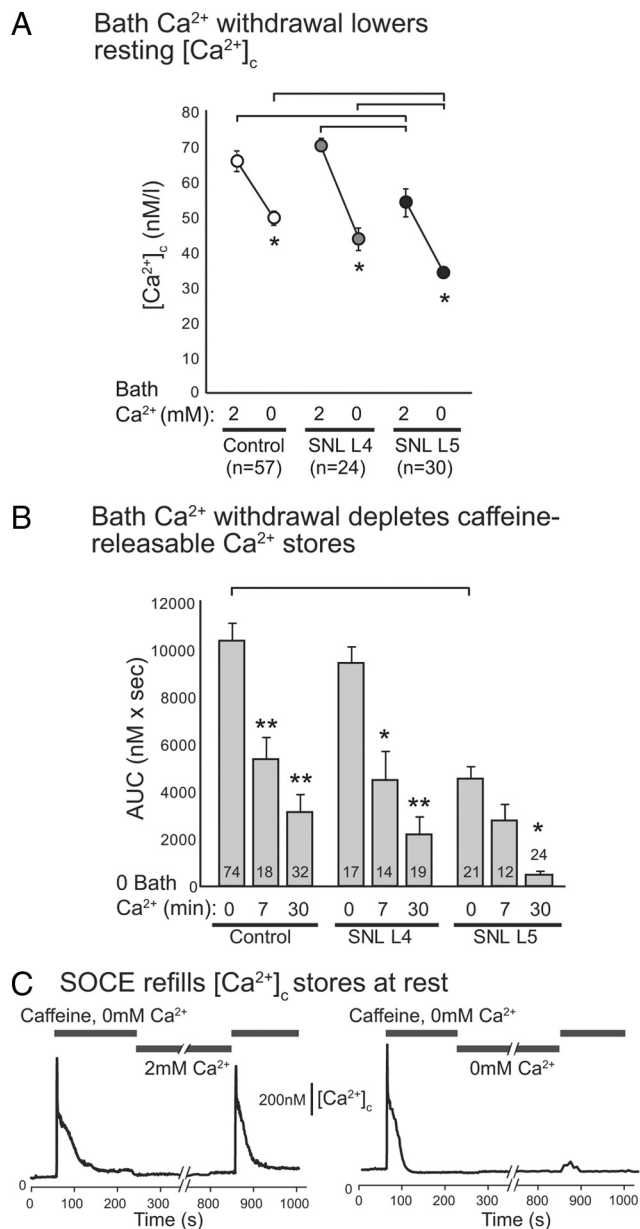 A
Bath Ca²⁺ withdrawal lowers
resting [Ca²⁺]c
80
70
60
50
40
30
20
10
0
[Ca²⁺]c (nM/l)
*
*
*
Bath
Ca²⁺ (mM): 2 0 2 0 2 0
Control SNL L4 SNL L5
(n=57) (n=24) (n=30)
B
Bath Ca²⁺ withdrawal depletes caffeine-
releasable Ca²⁺ stores
12000
10000
8000
6000
4000
2000
0
AUC (nM x sec)
** ** * ** *
74 18 32 17 14 19 21 12 24
0 Bath
Ca²⁺ (min): 0 7 30 0 7 30 0 7 30
Control SNL L4 SNL L5
C
SOCE refills [Ca²⁺]c stores at rest
Caffeine, 0mM Ca²⁺ Caffeine, 0mM Ca²⁺
2mM Ca²⁺ 0mM Ca²⁺
200nM [Ca²⁺]c
0 0
0 100 300 800 1000 0 100 300 800 1000
Time (s) Time (s)